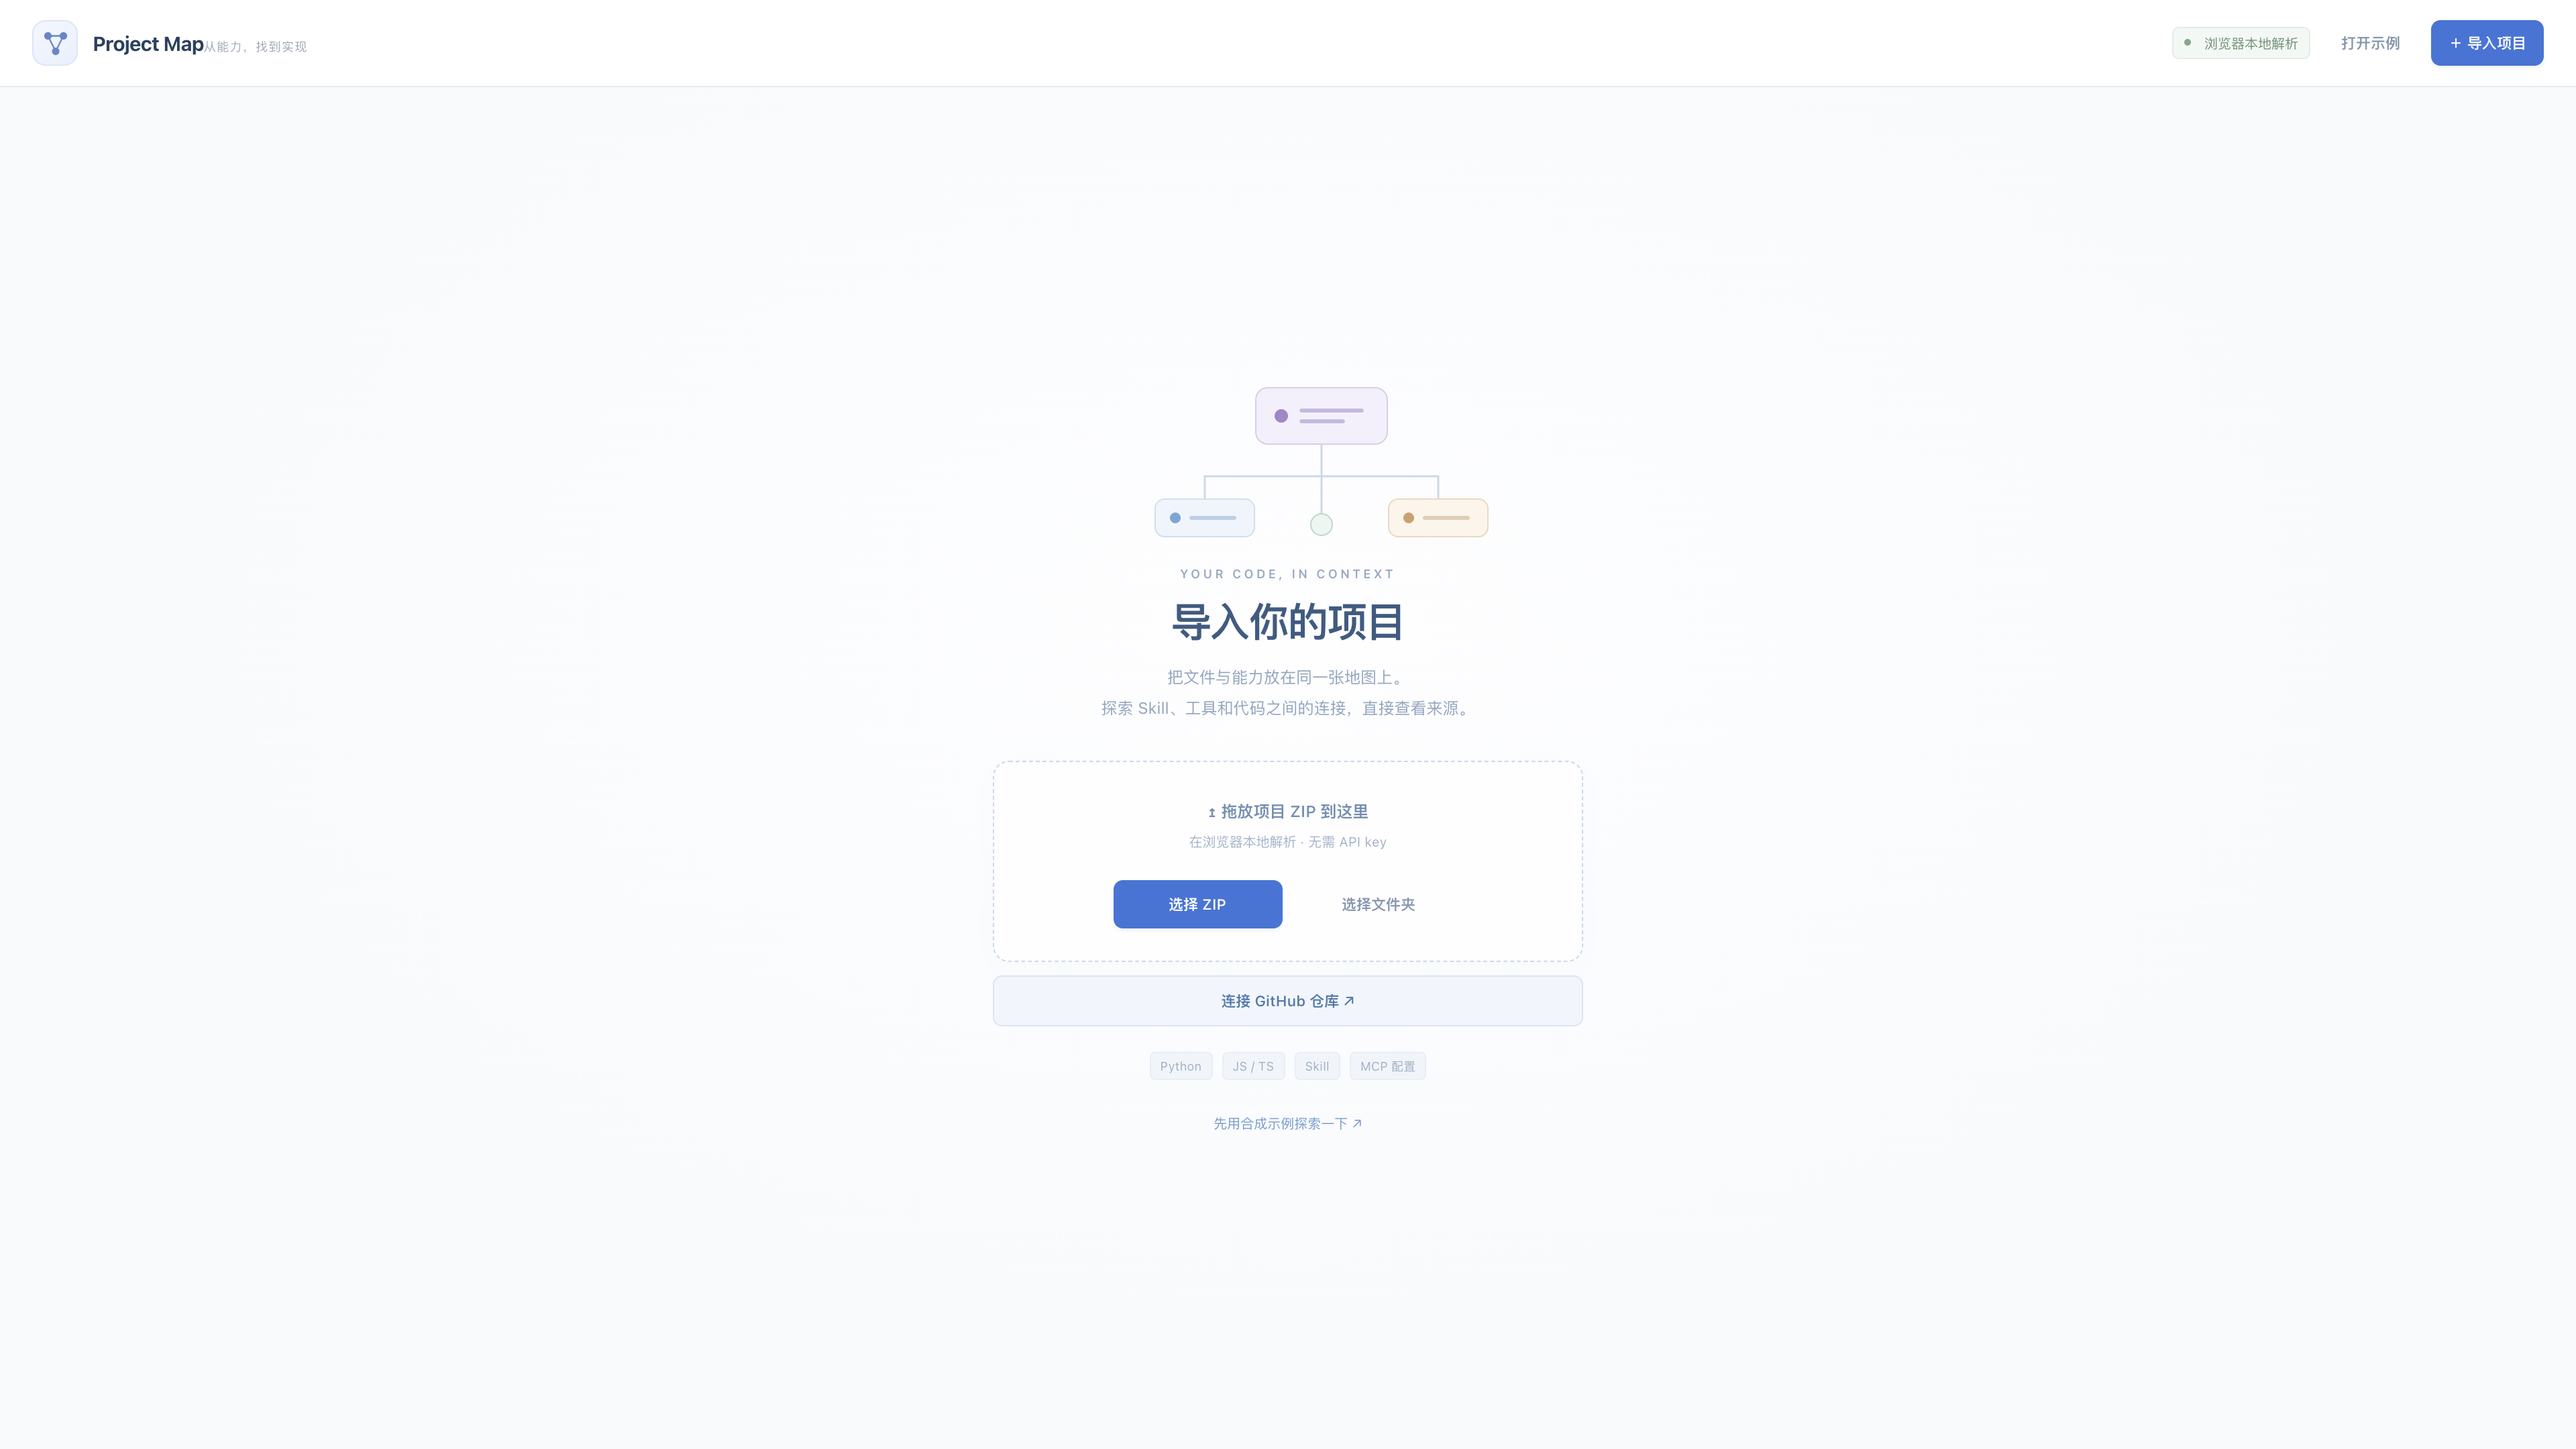 Project Map从能力，找到实现
浏览器本地解析
打开示例
+ 导入项目
YOUR CODE, IN CONTEXT
导入你的项目
把文件与能力放在同一张地图上。
探索 Skill、工具和代码之间的连接，直接查看来源。
↥ 拖放项目 ZIP 到这里
在浏览器本地解析 · 无需 API key
选择 ZIP
选择文件夹
连接 GitHub 仓库 ↗
Python
JS / TS
Skill
MCP 配置
先用合成示例探索一下 ↗